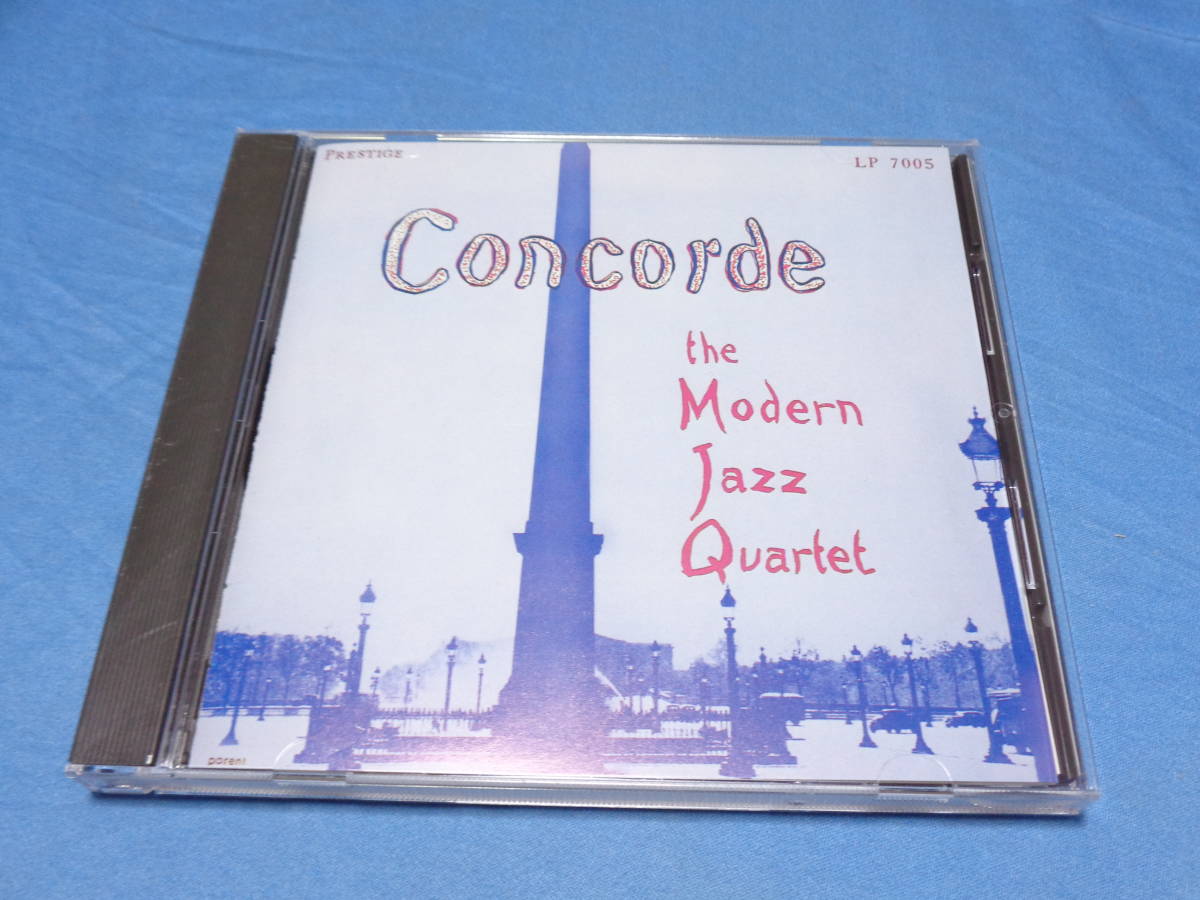 PRESTIGE
LP 7005
Concorde
the
Modern
Jazz
Quartet
parent